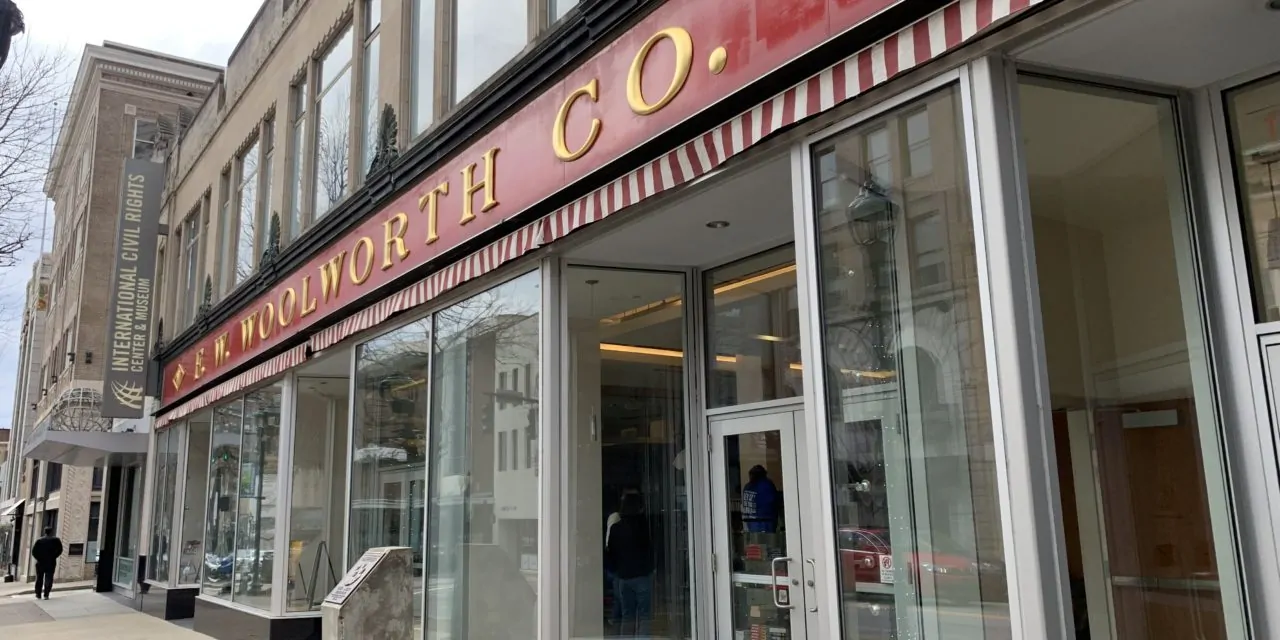 INTERNATIONAL CIVIL RIGHTS
CENTER & MUSEUM
F. W. WOOLWORTH CO.